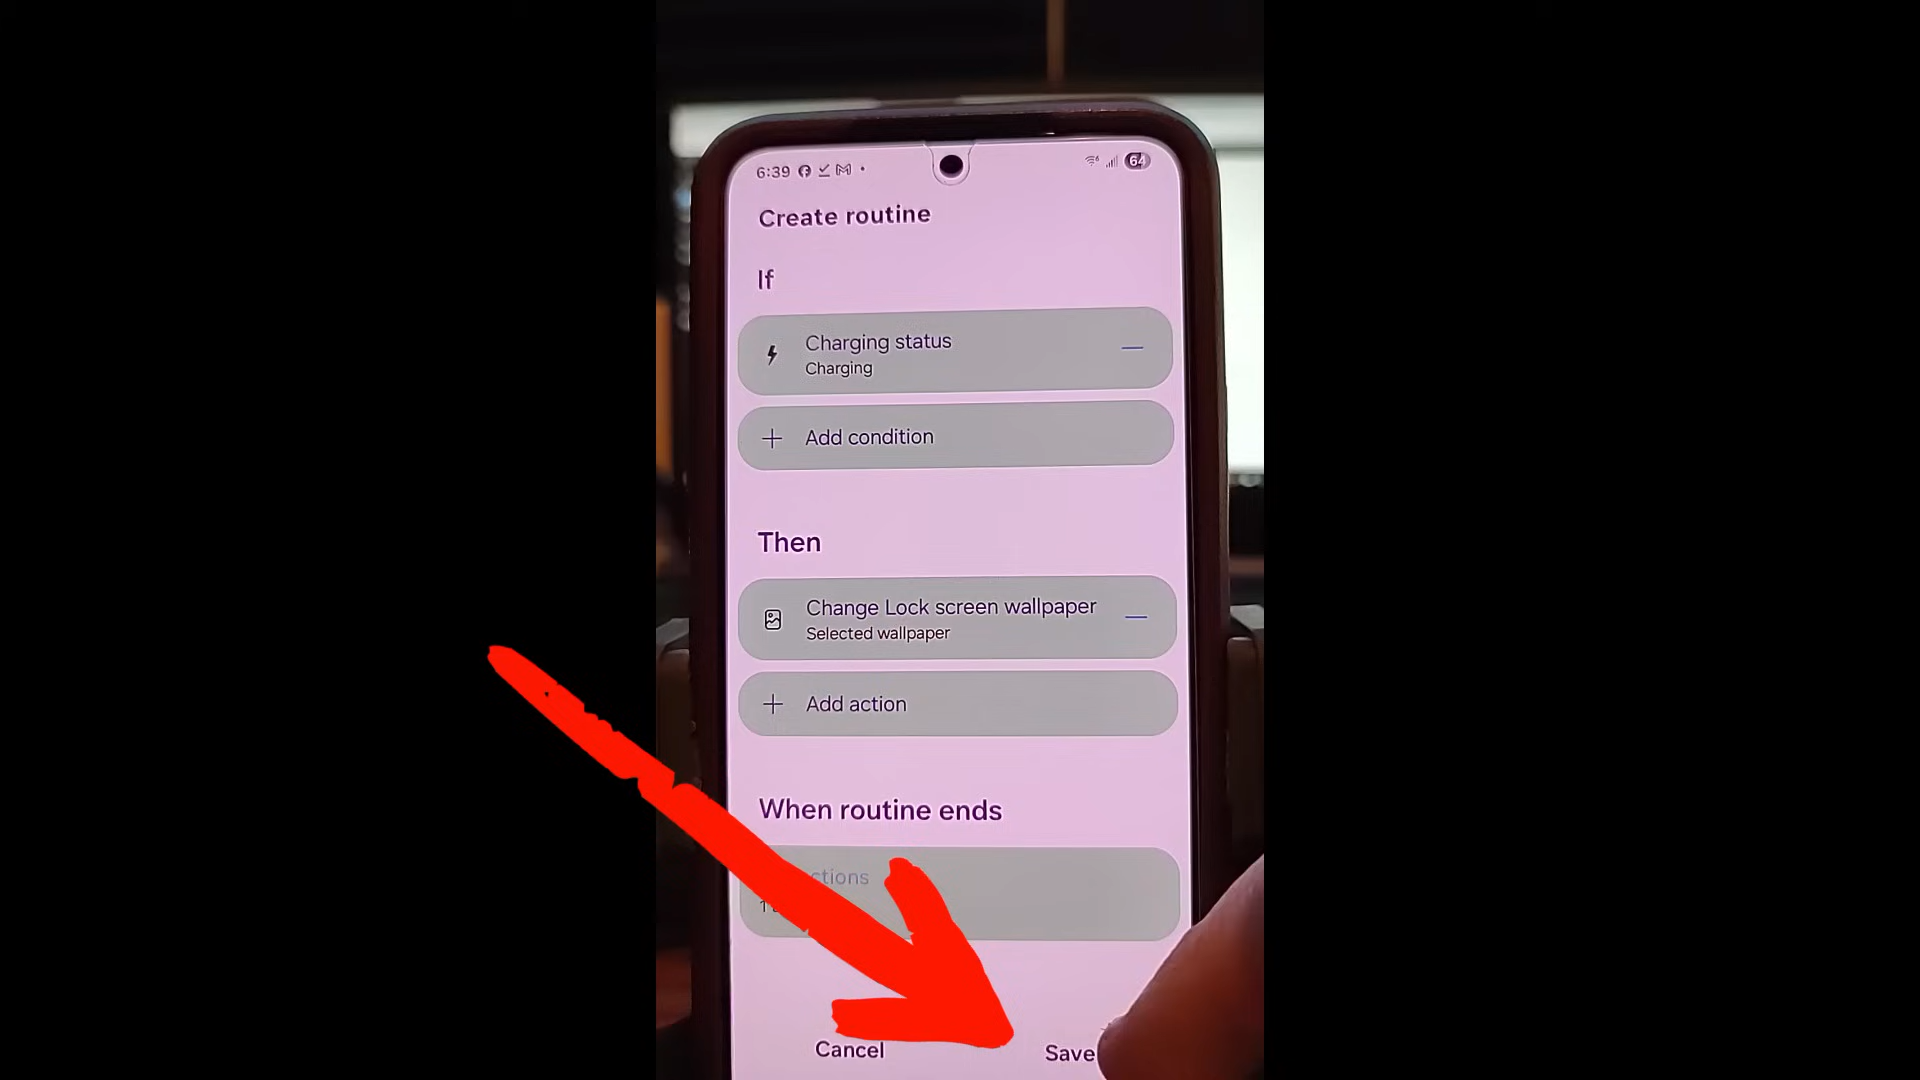 6:39
64
Create routine
If
Charging status
Charging
Add condition
Then
Change Lock screen wallpaper
Selected wallpaper
Add action
When routine ends
Cancel
Save